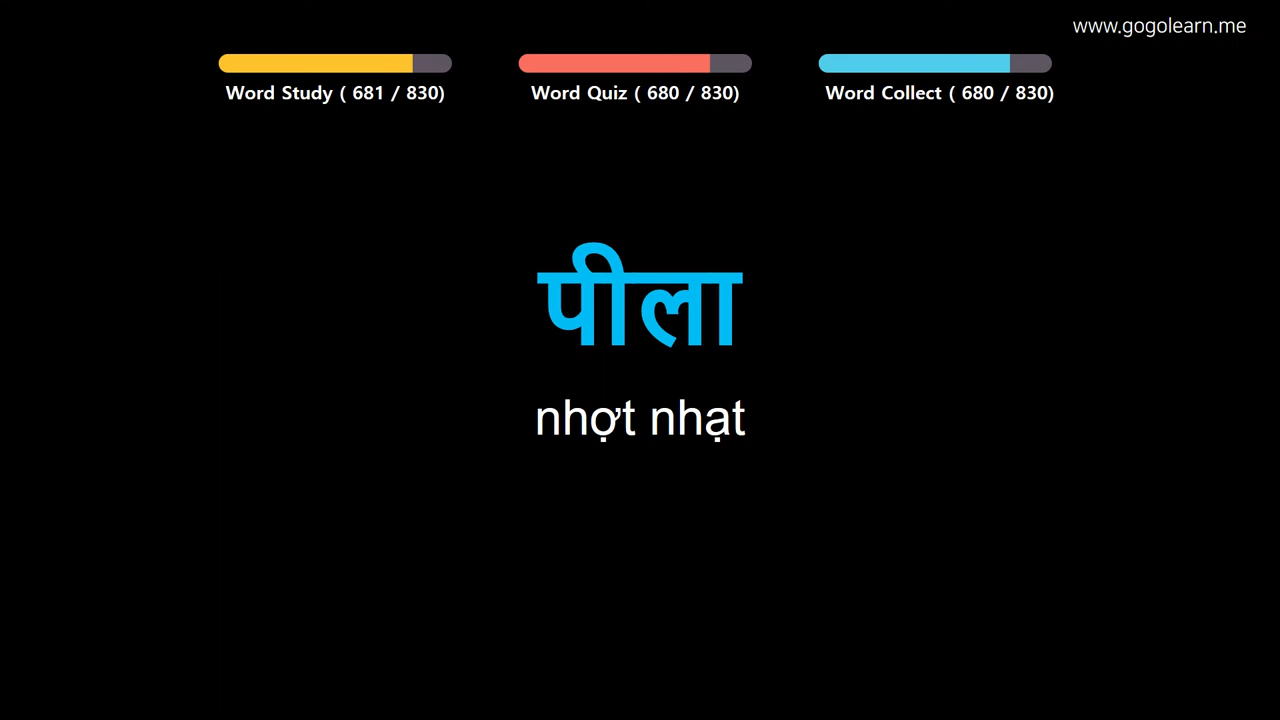 www.gogolearn.me
Word Study ( 681 / 830) Word Quiz ( 680 / 830) Word Collect ( 680 / 830)
पीला
nhợt nhạt